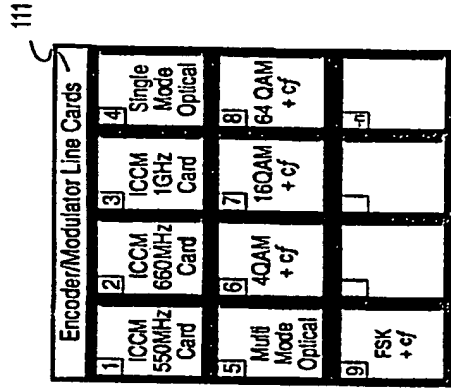 111
Encoder/Modulator Line Cards
1
ICCM
550MHz
Card
2
ICCM
660MHz
Card
3
ICCM
1GHz
Card
4
Single
Mode
Optical
5
Multi
Mode
Optical
6
4QAM
+ cf
7
16QAM
+ cf
8
64 QAM
+ cf
9
FSK
+ cf
-n